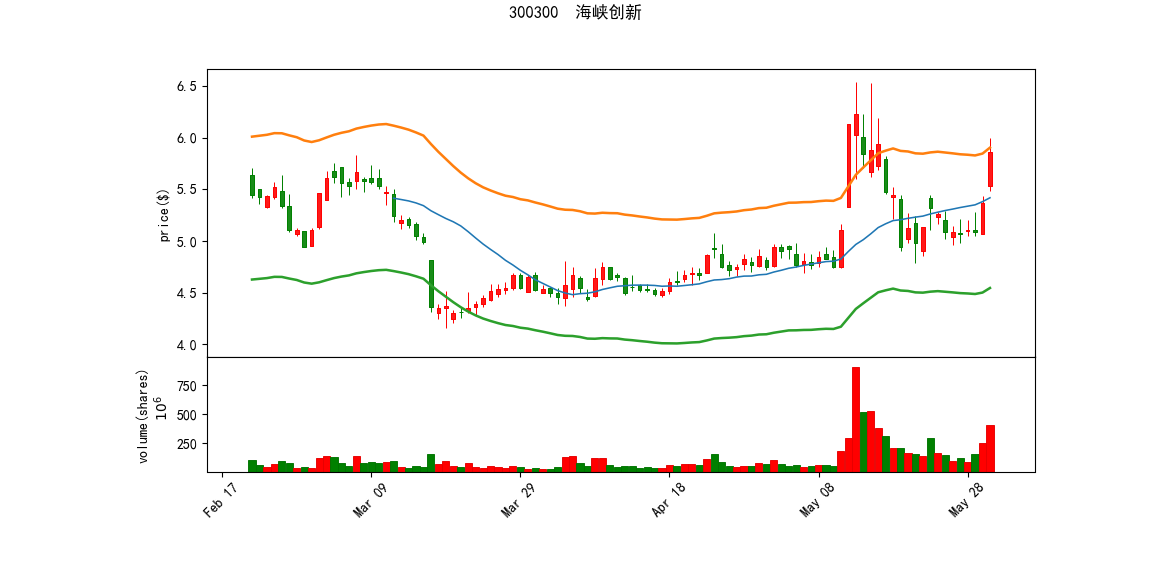 300300 海峡创新
6.5
6.0
5.5
5.0
4.5
4.0
price($)
750
500
250
volume(shares)
10^6
Feb 17
Mar 09
Mar 29
Apr 18
May 08
May 28